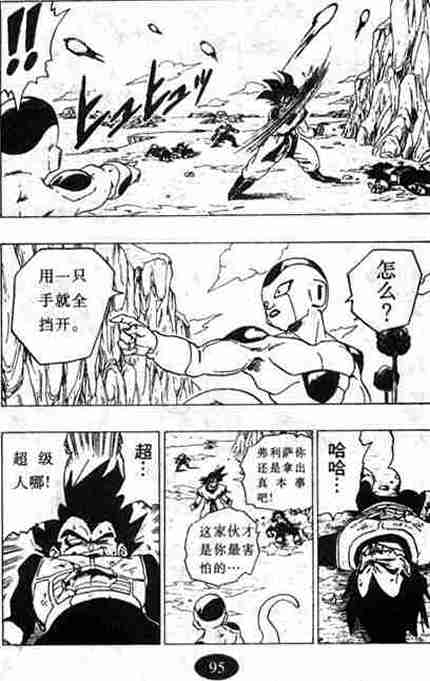 !!
ヒュヒュッ
怎么?
用一只
手就全
挡开。
哈哈…
弗利萨你
还是拿出
真本事
吧!
这家伙才
是你最害
怕的…
超…
超级
人哪!
95